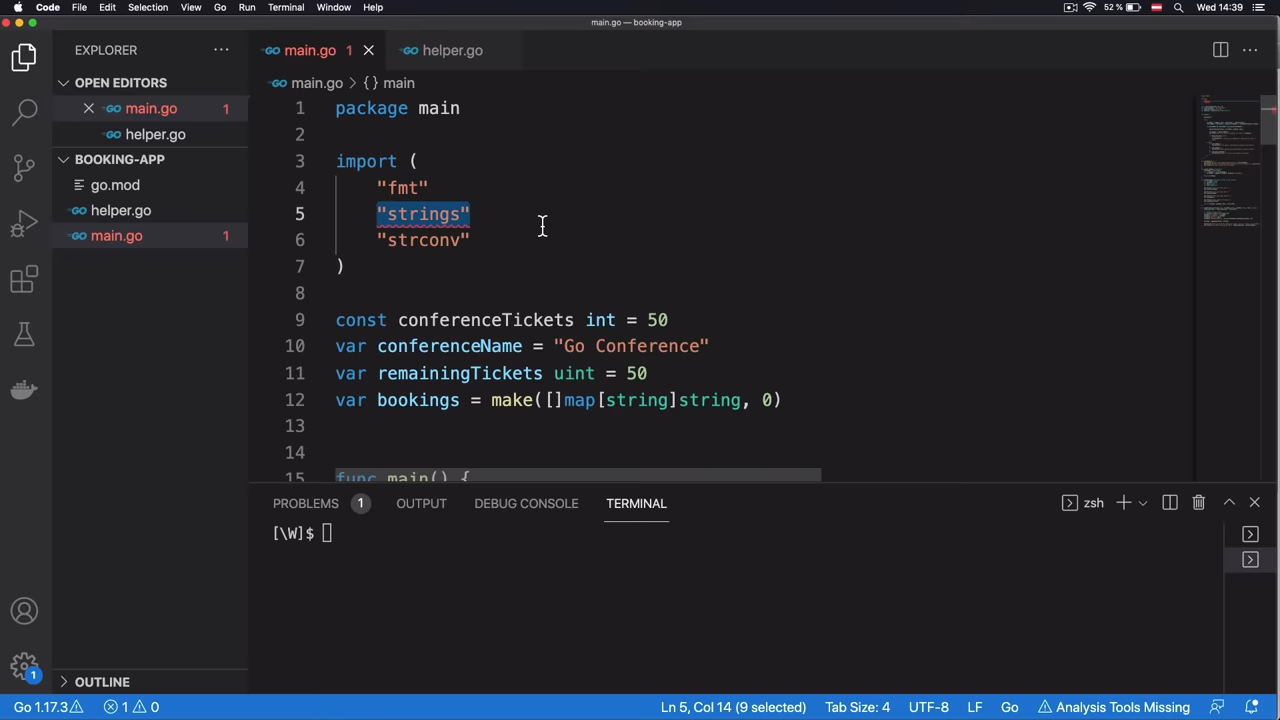 Code File Edit Selection View Go Run Terminal Window Help 52 % Wed 14:39
main.go — booking-app
EXPLORER
OPEN EDITORS
main.go 1
helper.go
BOOKING-APP
go.mod
helper.go
main.go 1
OUTLINE
main.go 1 helper.go
main.go > {} main
1 package main
2
3 import (
4 "fmt"
5 "strings"
6 "strconv"
7 )
8
9 const conferenceTickets int = 50
10 var conferenceName = "Go Conference"
11 var remainingTickets uint = 50
12 var bookings = make([]map[string]string, 0)
13
14
15 func main() {
PROBLEMS 1 OUTPUT DEBUG CONSOLE TERMINAL zsh
[\W]$
1
Go 1.17.3 1 0 Ln 5, Col 14 (9 selected) Tab Size: 4 UTF-8 LF Go Analysis Tools Missing